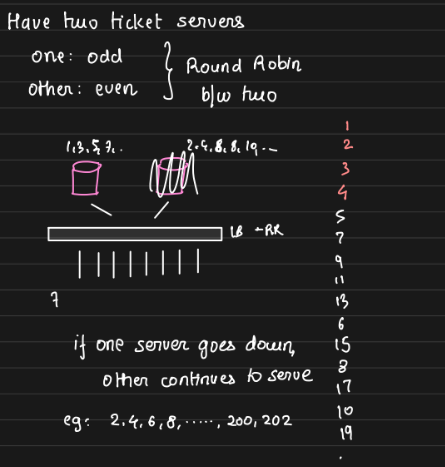 Have two ticket servers
one: odd
other: even
Round Robin
b/w two
1,3,5,7,..
2.4.6.8.,10...
LB -RR
7
if one server goes down,
other continues to serve
eg: 2,4,6,8,....., 200, 202
1
2
3
4
5
7
9
11
13
6
15
8
17
10
19
.